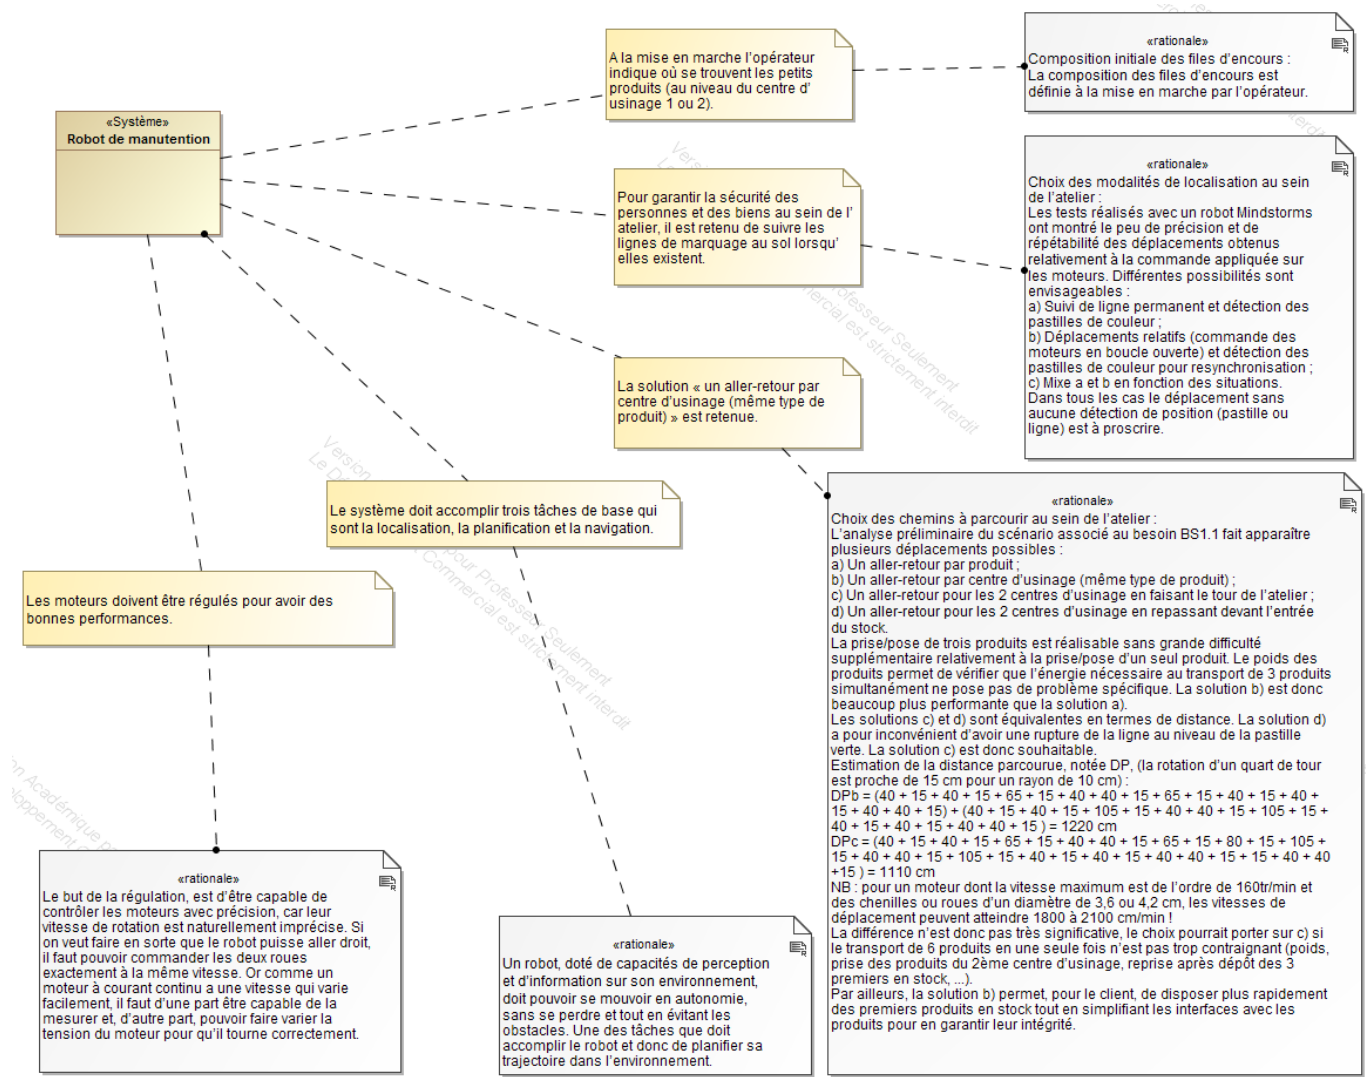 «Système»
Robot de manutention
A la mise en marche l'opérateur
indique où se trouvent les petits
produits (au niveau du centre d'
usinage 1 ou 2).
«rationale»
Composition initiale des files d'encours :
La composition des files d'encours est
définie à la mise en marche par l'opérateur.
Pour garantir la sécurité des
personnes et des biens au sein de l'
atelier, il est retenu de suivre les
lignes de marquage au sol lorsqu'
elles existent.
«rationale»
Choix des modalités de localisation au sein
de l'atelier :
Les tests réalisés avec un robot Mindstorms
ont montré le peu de précision et de
répétabilité des déplacements obtenus
relativement à la commande appliquée sur
les moteurs. Différentes possibilités sont
envisageables :
a) Suivi de ligne permanent et détection des
pastilles de couleur ;
b) Déplacements relatifs (commande des
moteurs en boucle ouverte) et détection des
pastilles de couleur pour resynchronisation ;
c) Mixe a et b en fonction des situations.
Dans tous les cas le déplacement sans
aucune détection de position (pastille ou
ligne) est à proscrire.
La solution « un aller-retour par
centre d'usinage (même type de
produit) » est retenue.
«rationale»
Choix des chemins à parcourir au sein de l'atelier :
L'analyse préliminaire du scénario associé au besoin BS1.1 fait apparaître
plusieurs déplacements possibles :
a) Un aller-retour par produit ;
b) Un aller-retour par centre d'usinage (même type de produit) ;
c) Un aller-retour pour les 2 centres d'usinage en faisant le tour de l'atelier ;
d) Un aller-retour pour les 2 centres d'usinage en repassant devant l'entrée
du stock.
La prise/pose de trois produits est réalisable sans grande difficulté
supplémentaire relativement à la prise/pose d'un seul produit. Le poids des
produits permet de vérifier que l'énergie nécessaire au transport de 3 produits
simultanément ne pose pas de problème spécifique. La solution b) est donc
beaucoup plus performante que la solution a).
Les solutions c) et d) sont équivalentes en termes de distance. La solution d)
a pour inconvénient d'avoir une rupture de la ligne au niveau de la pastille
verte. La solution c) est donc souhaitable.
Estimation de la distance parcourue, notée DP, (la rotation d'un quart de tour
est proche de 15 cm pour un rayon de 10 cm) :
DPb = (40 + 15 + 40 + 15 + 65 + 15 + 40 + 40 + 15 + 65 + 15 + 40 + 15 + 40 +
15 + 40 + 40 + 15) + (40 + 15 + 40 + 15 + 105 + 15 + 40 + 40 + 15 + 105 + 15 +
40 + 15 + 40 + 15 + 40 + 40 + 15 ) = 1220 cm
DPc = (40 + 15 + 40 + 15 + 65 + 15 + 40 + 40 + 15 + 65 + 15 + 80 + 15 + 105 +
15 + 40 + 40 + 15 + 105 + 15 + 40 + 15 + 40 + 15 + 40 + 40 + 15 + 15 + 40 + 40
+15 ) = 1110 cm
NB : pour un moteur dont la vitesse maximum est de l'ordre de 160tr/min et
des chenilles ou roues d'un diamètre de 3,6 ou 4,2 cm, les vitesses de
déplacement peuvent atteindre 1800 à 2100 cm/min !
La différence n'est donc pas très significative, le choix pourrait porter sur c) si
le transport de 6 produits en une seule fois n'est pas trop contraignant (poids,
prise des produits du 2ème centre d'usinage, reprise après dépôt des 3
premiers en stock, ...).
Par ailleurs, la solution b) permet, pour le client, de disposer plus rapidement
des premiers produits en stock tout en simplifiant les interfaces avec les
produits pour en garantir leur intégrité.
Le système doit accomplir trois tâches de base qui
sont la localisation, la planification et la navigation.
Les moteurs doivent être régulés pour avoir des
bonnes performances.
«rationale»
Le but de la régulation, est d'être capable de
contrôler les moteurs avec précision, car leur
vitesse de rotation est naturellement imprécise. Si
on veut faire en sorte que le robot puisse aller droit,
il faut pouvoir commander les deux roues
exactement à la même vitesse. Or comme un
moteur à courant continu a une vitesse qui varie
facilement, il faut d'une part être capable de la
mesurer et, d'autre part, pouvoir faire varier la
tension du moteur pour qu'il tourne correctement.
«rationale»
Un robot, doté de capacités de perception
et d'information sur son environnement,
doit pouvoir se mouvoir en autonomie,
sans se perdre et tout en évitant les
obstacles. Une des tâches que doit
accomplir le robot et donc de planifier sa
trajectoire dans l'environnement.